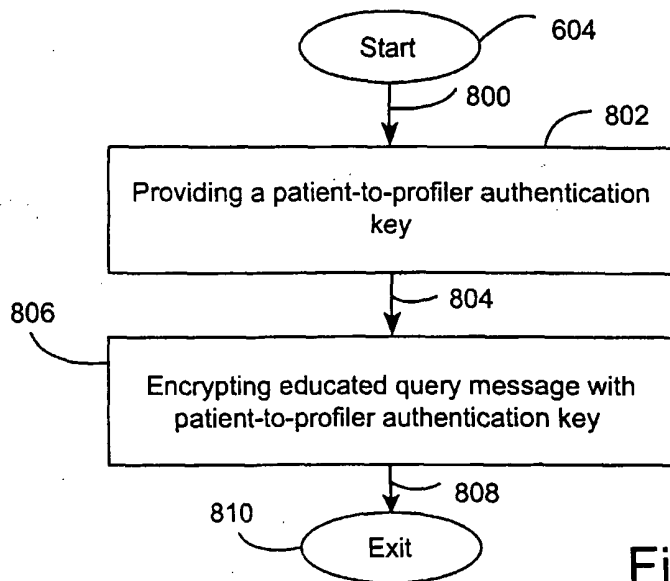 Start
604
800
802
Providing a patient-to-profiler authentication
key
804
806
Encrypting educated query message with
patient-to-profiler authentication key
808
810
Exit
Fi